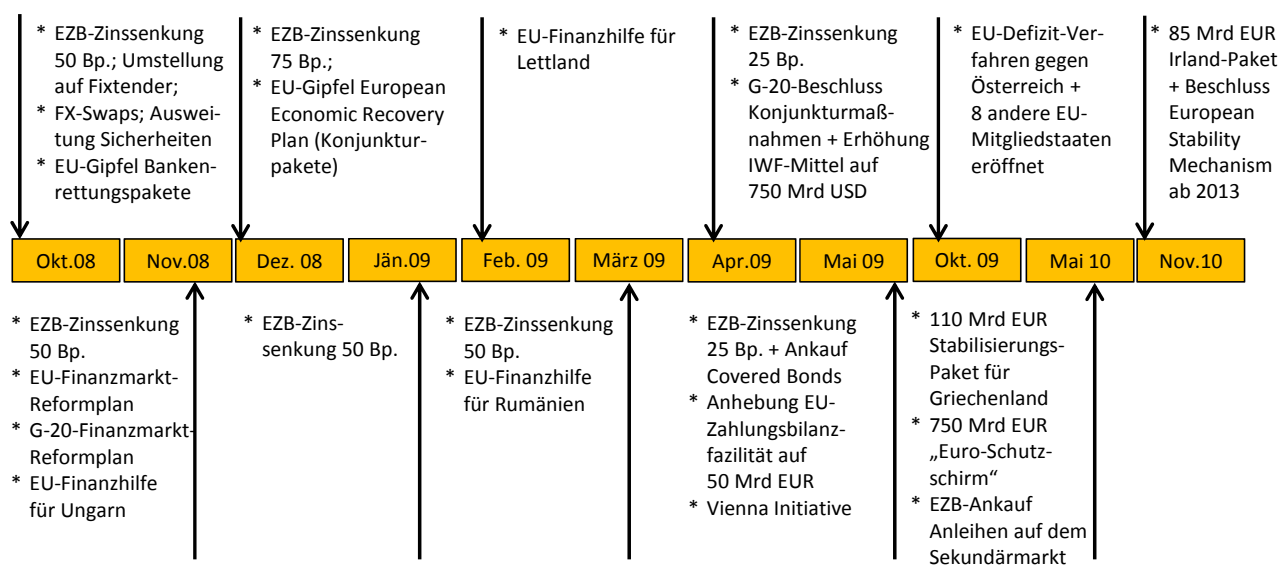 * EZB-Zinssenkung
50 Bp.; Umstellung
auf Fixtender;
* FX-Swaps; Auswei-
tung Sicherheiten
* EU-Gipfel Banken-
rettungspakete
* EZB-Zinssenkung
75 Bp.;
* EU-Gipfel European
Economic Recovery
Plan (Konjunktur-
pakete)
* EU-Finanzhilfe für
Lettland
* EZB-Zinssenkung
25 Bp.
* G-20-Beschluss
Konjunkturmaß-
nahmen + Erhöhung
IWF-Mittel auf
750 Mrd USD
* EU-Defizit-Ver-
fahren gegen
Österreich +
8 andere EU-
Mitgliedstaaten
eröffnet
* 85 Mrd EUR
Irland-Paket
+ Beschluss
European
Stability
Mechanism
ab 2013
Okt.08
Nov.08
Dez. 08
Jän.09
Feb. 09
März 09
Apr.09
Mai 09
Okt. 09
Mai 10
Nov.10
* EZB-Zinssenkung
50 Bp.
* EU-Finanzmarkt-
Reformplan
* G-20-Finanzmarkt-
Reformplan
* EU-Finanzhilfe
für Ungarn
* EZB-Zins-
senkung 50 Bp.
* EZB-Zinssenkung
50 Bp.
* EU-Finanzhilfe
für Rumänien
* EZB-Zinssenkung
25 Bp. + Ankauf
Covered Bonds
* Anhebung EU-
Zahlungsbilanz-
fazilität auf
50 Mrd EUR
* Vienna Initiative
* 110 Mrd EUR
Stabilisierungs-
Paket für
Griechenland
* 750 Mrd EUR
„Euro-Schutz-
schirm“
* EZB-Ankauf
Anleihen auf dem
Sekundärmarkt